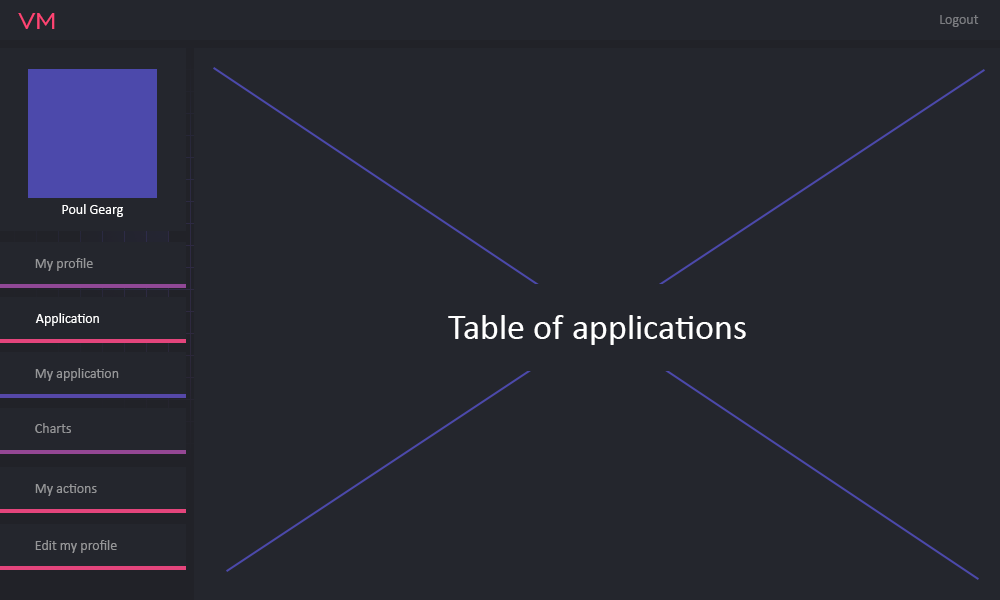 VM
Logout
Poul Gearg
My profile
Application
My application
Charts
My actions
Edit my profile
Table of applications